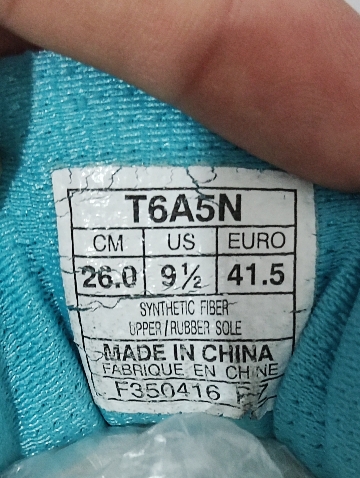 T6A5N
CM US EURO
26.0 9½ 41.5
SYNTHETIC FIBER
UPPER/RUBBER SOLE
MADE IN CHINA
FABRIQUE EN CHINE
F350416